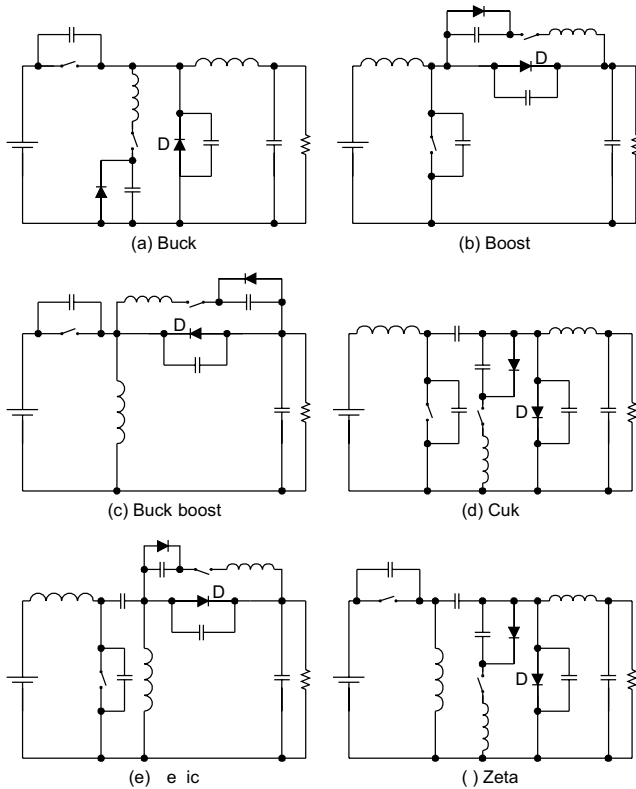 D
D
(a) Buck
(b) Boost
D
D
(c) Buck boost
(d) Cuk
D
D
(e) e ic
( ) Zeta